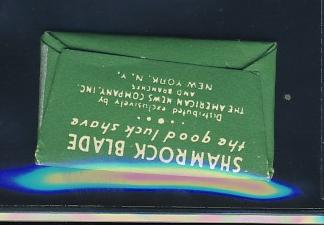 SHAMROCK BLADE
the good luck shave
Distributed exclusively by
THE AMERICAN NEWS COMPANY, INC.
AND BRANCHES
NEW YORK, N. Y.